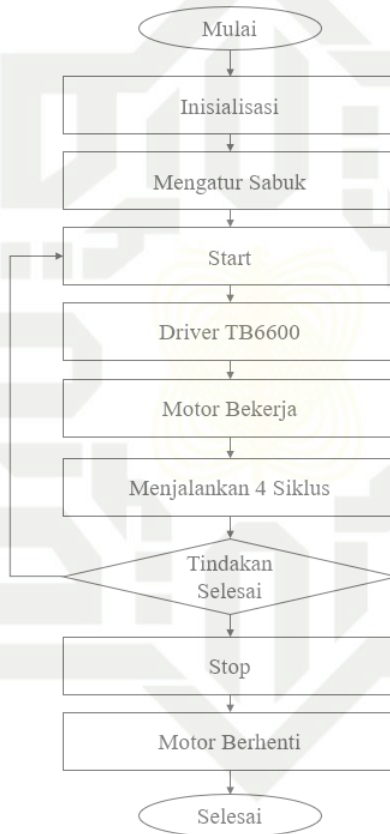 Mulai
Inisialisasi
Mengatur Sabuk
Start
Driver TB6600
Motor Bekerja
Menjalankan 4 Siklus
Tindakan
Selesai
Stop
Motor Berhenti
Selesai